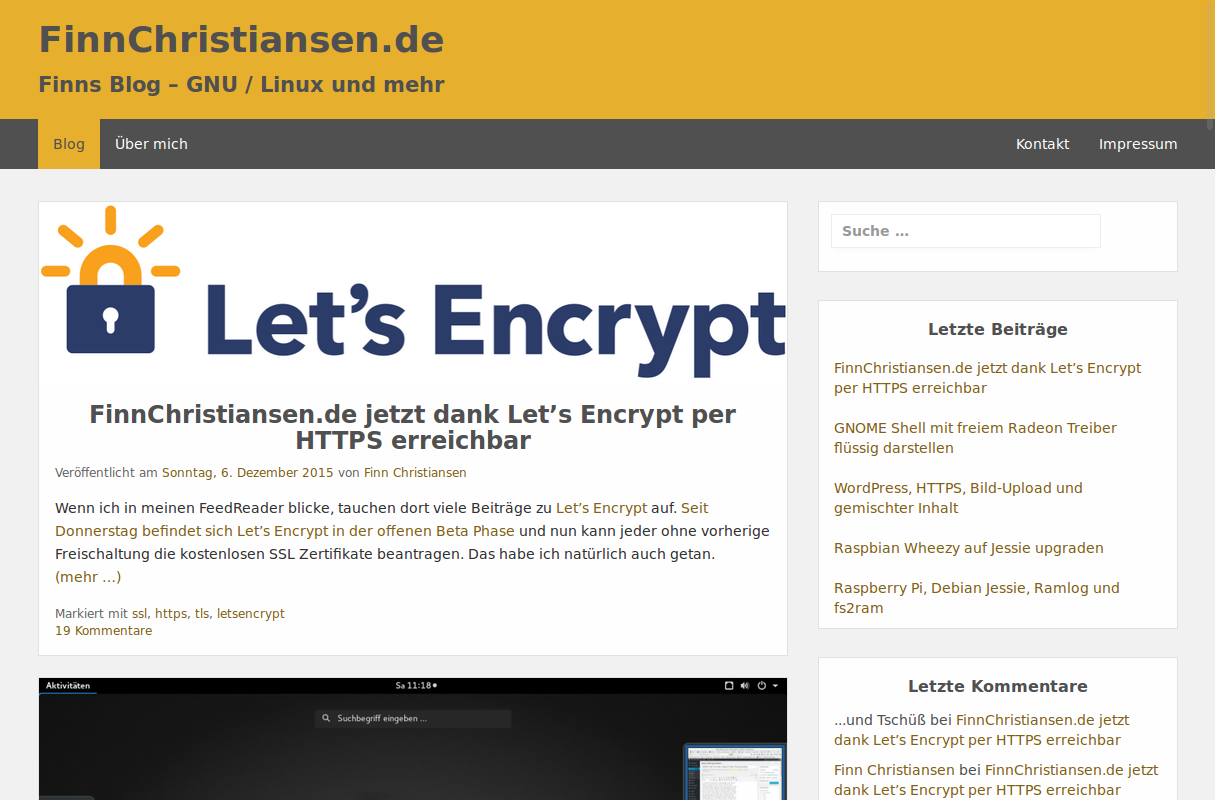 FinnChristiansen.de
Finns Blog – GNU / Linux und mehr
Blog
Über mich
Kontakt
Impressum
Let’s Encrypt
FinnChristiansen.de jetzt dank Let’s Encrypt per
HTTPS erreichbar
Veröffentlicht am Sonntag, 6. Dezember 2015 von Finn Christiansen
Wenn ich in meinen FeedReader blicke, tauchen dort viele Beiträge zu Let’s Encrypt auf. Seit
Donnerstag befindet sich Let’s Encrypt in der offenen Beta Phase und nun kann jeder ohne vorherige
Freischaltung die kostenlosen SSL Zertifikate beantragen. Das habe ich natürlich auch getan.
(mehr …)
Markiert mit ssl, https, tls, letsencrypt
19 Kommentare
Aktivitäten
Sa 11:18
Suchbegriff eingeben ...
Suche …
Letzte Beiträge
FinnChristiansen.de jetzt dank Let’s Encrypt
per HTTPS erreichbar
GNOME Shell mit freiem Radeon Treiber
flüssig darstellen
WordPress, HTTPS, Bild-Upload und
gemischter Inhalt
Raspbian Wheezy auf Jessie upgraden
Raspberry Pi, Debian Jessie, Ramlog und
fs2ram
Letzte Kommentare
...und Tschüß bei FinnChristiansen.de jetzt
dank Let’s Encrypt per HTTPS erreichbar
Finn Christiansen bei FinnChristiansen.de jetzt
dank Let’s Encrypt per HTTPS erreichbar